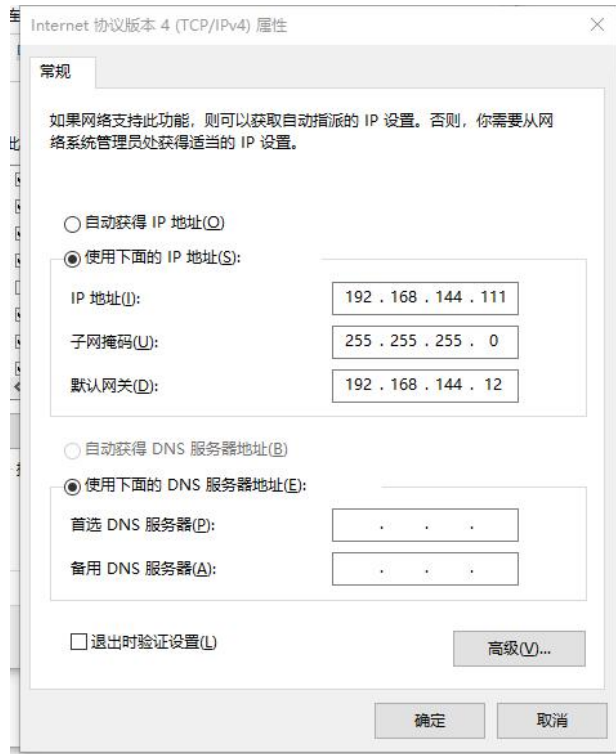 Internet 协议版本 4 (TCP/IPv4) 属性
常规
如果网络支持此功能，则可以获取自动指派的 IP 设置。否则，你需要从网
络系统管理员处获得适当的 IP 设置。
自动获得 IP 地址(O)
使用下面的 IP 地址(S):
IP 地址(I):
192 . 168 . 144 . 111
子网掩码(U):
255 . 255 . 255 . 0
默认网关(D):
192 . 168 . 144 . 12
自动获得 DNS 服务器地址(B)
使用下面的 DNS 服务器地址(E):
首选 DNS 服务器(P):
. . .
备用 DNS 服务器(A):
. . .
退出时验证设置(L)
高级(V)...
确定
取消